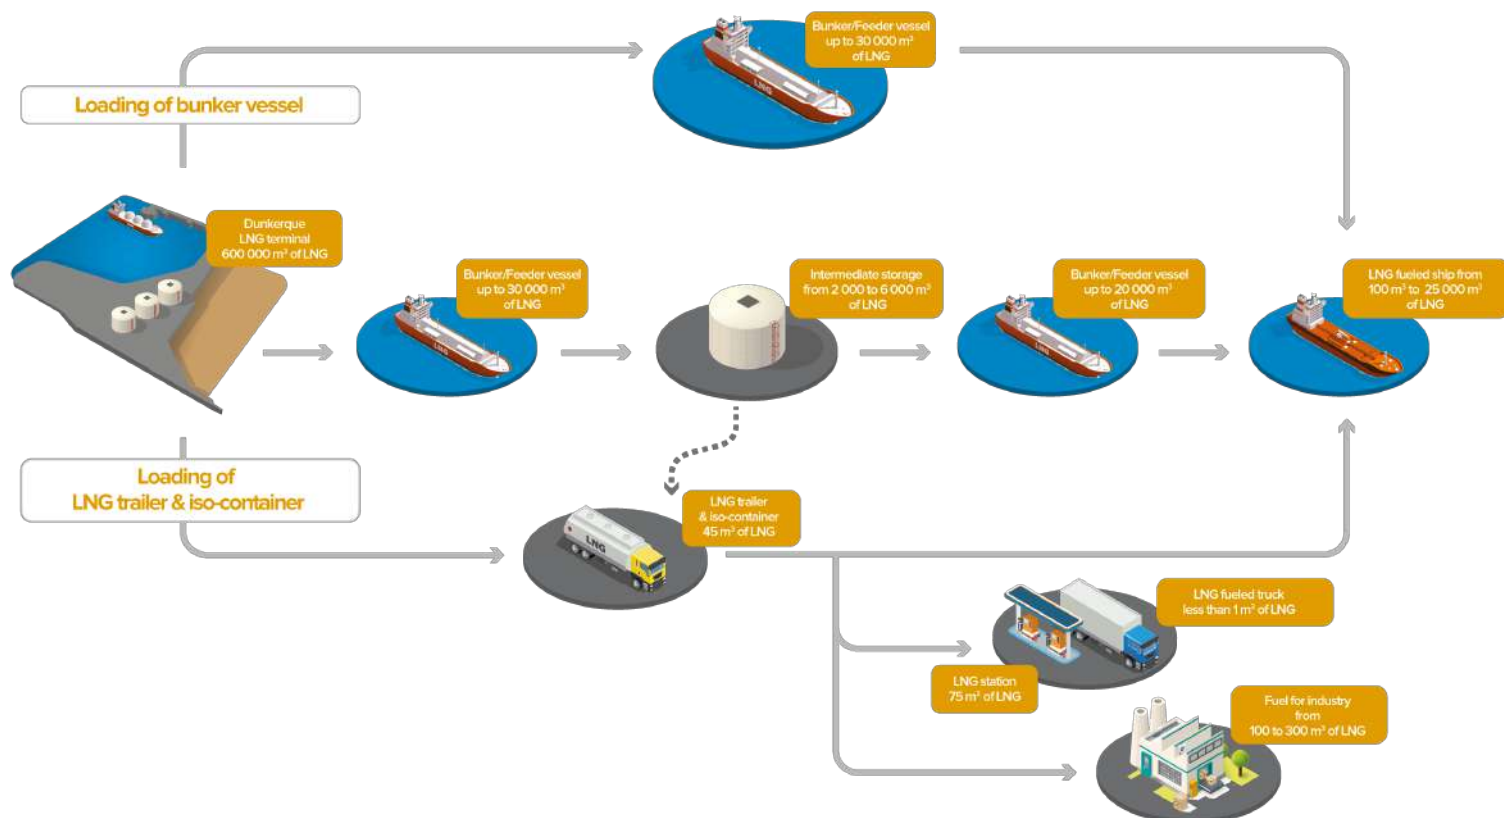 Bunker/Feeder vessel
up to 30 000 m³
of LNG
Loading of bunker vessel
LNG
Dunkerque
LNG terminal
600 000 m³ of LNG
Bunker/Feeder vessel
up to 30 000 m³
of LNG
LNG
Intermediate storage
from 2 000 to 6 000 m³
of LNG
Bunker/Feeder vessel
up to 20 000 m³
of LNG
LNG
LNG fueled ship from
100 m³ to 25 000 m³
of LNG
Loading of
LNG trailer & iso-container
LNG trailer
& iso-container
45 m³ of LNG
LNG
LNG fueled truck
less than 1 m³ of LNG
LNG station
75 m³ of LNG
Fuel for industry
from
100 to 300 m³ of LNG